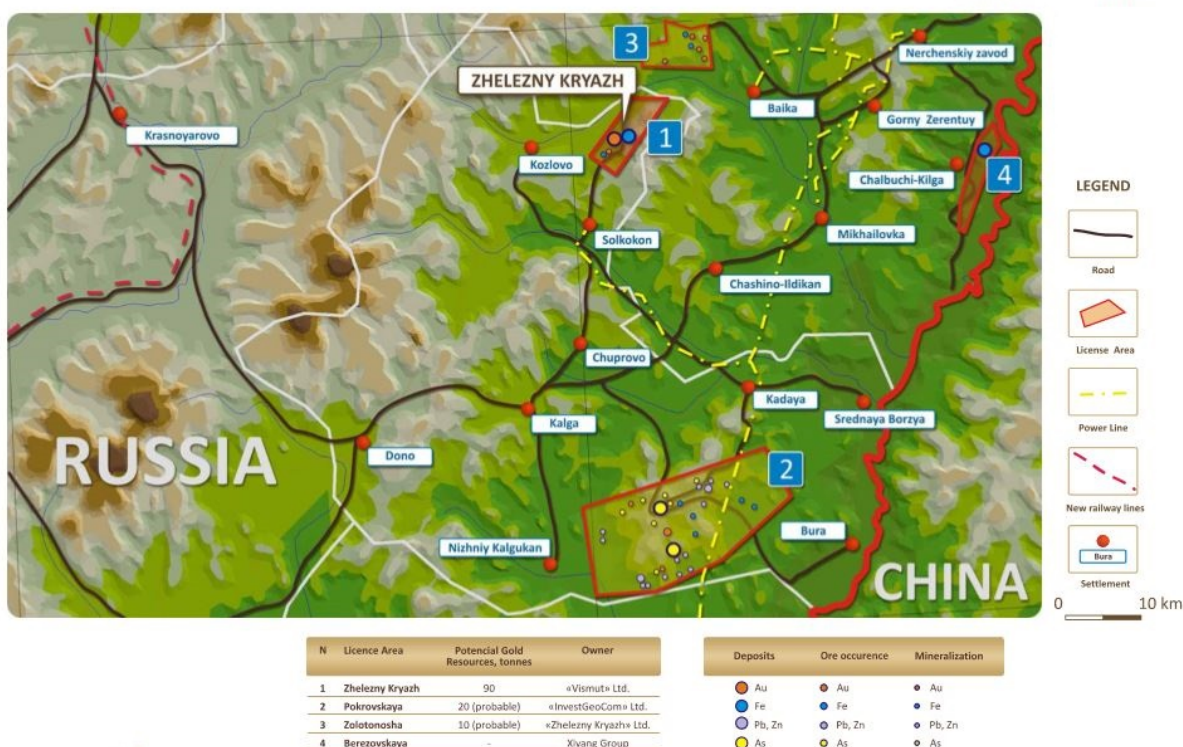 3
Nerchenskiy zavod
ZHELEZNY KRYAZH
Baika
Krasnoyarovo
Gorny Zerentuy
1
Kozlovo
Chalbuchi-Kilga
4
LEGEND
Solkokon
Mikhailovka
Road
Chashino-Ildikan
License Area
Chuprovo
Kadaya
Srednaya Borzya
Kalga
Power Line
RUSSIA
Dono
2
New railway lines
Bura
Nizhniy Kalgukan
Bura
CHINA
Settlement
0 10 km
N Licence Area Potencial Gold Resources, tonnes Owner
1 Zhelezny Kryazh 90 «Vismut» Ltd.
2 Pokrovskaya 20 (probable) «InvestGeoCom» Ltd.
3 Zolotonosha 10 (probable) «Zhelezny Kryazh» Ltd.
4 Berezovskaya - Xiyang Group
Deposits Ore occurence Mineralization
Au Au Au
Fe Fe Fe
Pb, Zn Pb, Zn Pb, Zn
As As As